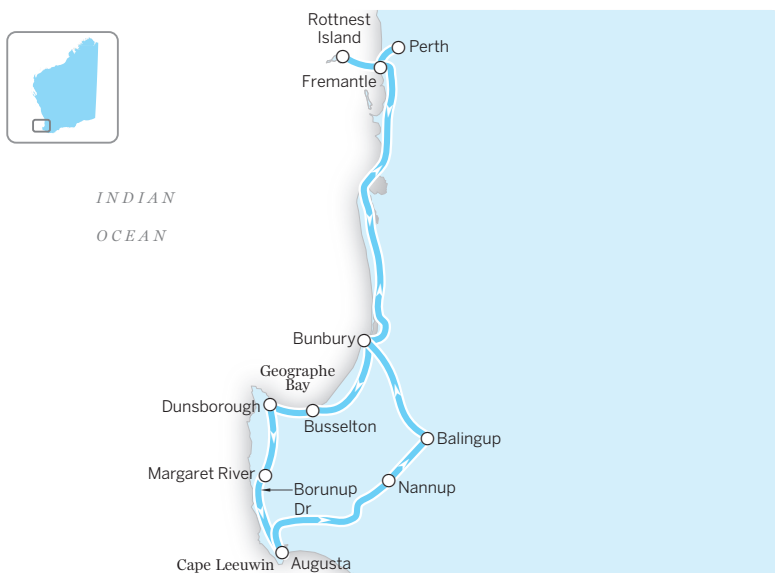 Rottnest
Island
Perth
Fremantle
INDIAN
OCEAN
Bunbury
Geographe
Bay
Dunsborough
Busselton
Balingup
Margaret River
Borunup
Dr
Nannup
Cape Leeuwin
Augusta